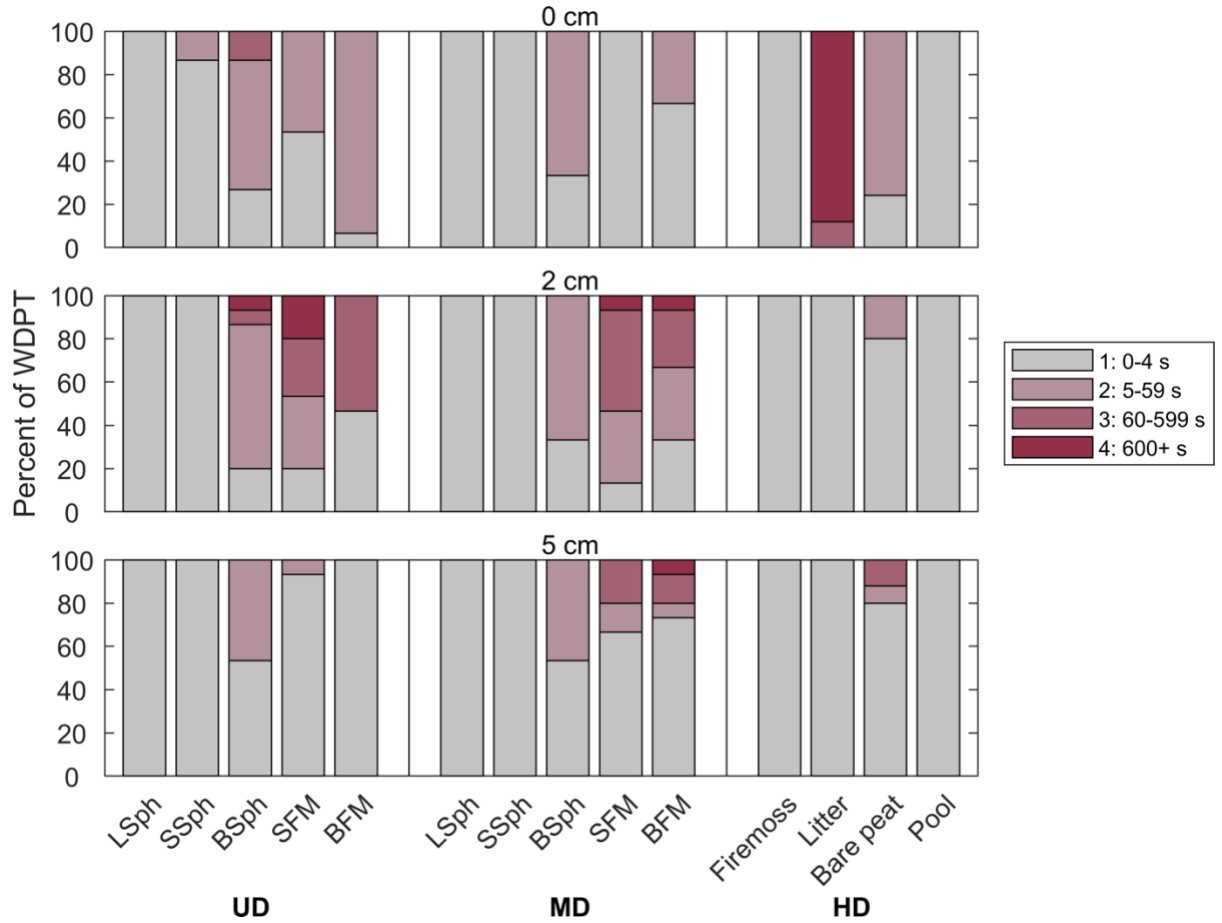 0 cm
100
80
60
40
20
0
2 cm
100
80
60
40
20
0
5 cm
100
80
60
40
20
0
Percent of WDPT
1: 0-4 s
2: 5-59 s
3: 60-599 s
4: 600+ s
LSph SSph BSph SFM BFM LSph SSph BSph SFM BFM Firemoss Litter Bare peat Pool
UD MD HD